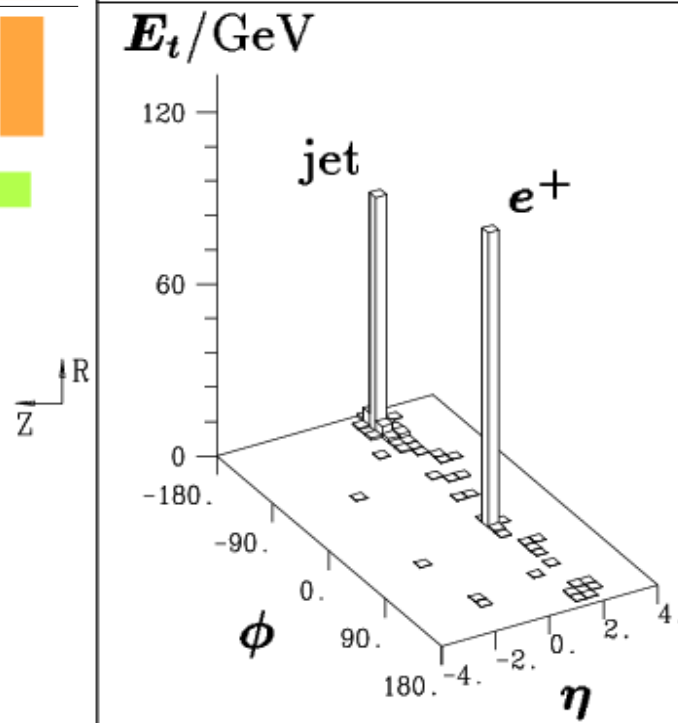 E_t/GeV
120
jet
e⁺
60
R
Z
0
-180.
-90.
0.
90.
180.
ϕ
-4.
-2.
0.
2.
4.
η